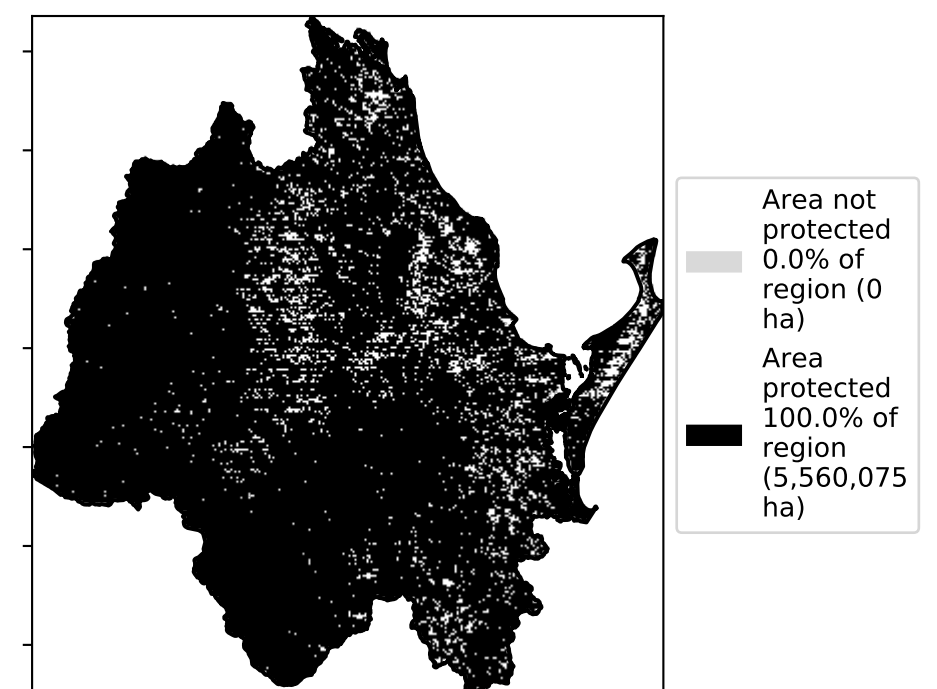 Area not
protected
0.0% of
region (0
ha)
Area
protected
100.0% of
region
(5,560,075
ha)